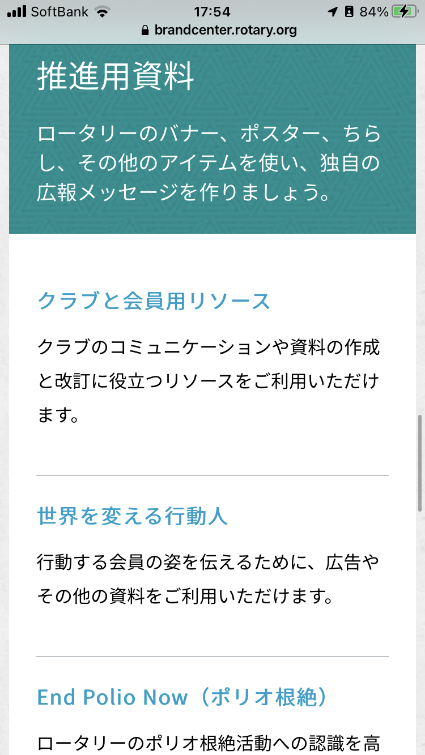 SoftBank 17:54 84%
brandcenter.rotary.org
推進用資料
ロータリーのバナー、ポスター、ちら
し、その他のアイテムを使い、独自の
広報メッセージを作りましょう。
クラブと会員用リソース
クラブのコミュニケーションや資料の作成
と改訂に役立つリソースをご利用いただけ
ます。
世界を変える行動人
行動する会員の姿を伝えるために、広告や
その他の資料をご利用いただけます。
End Polio Now（ポリオ根絶）
ロータリーのポリオ根絶活動への認識を高